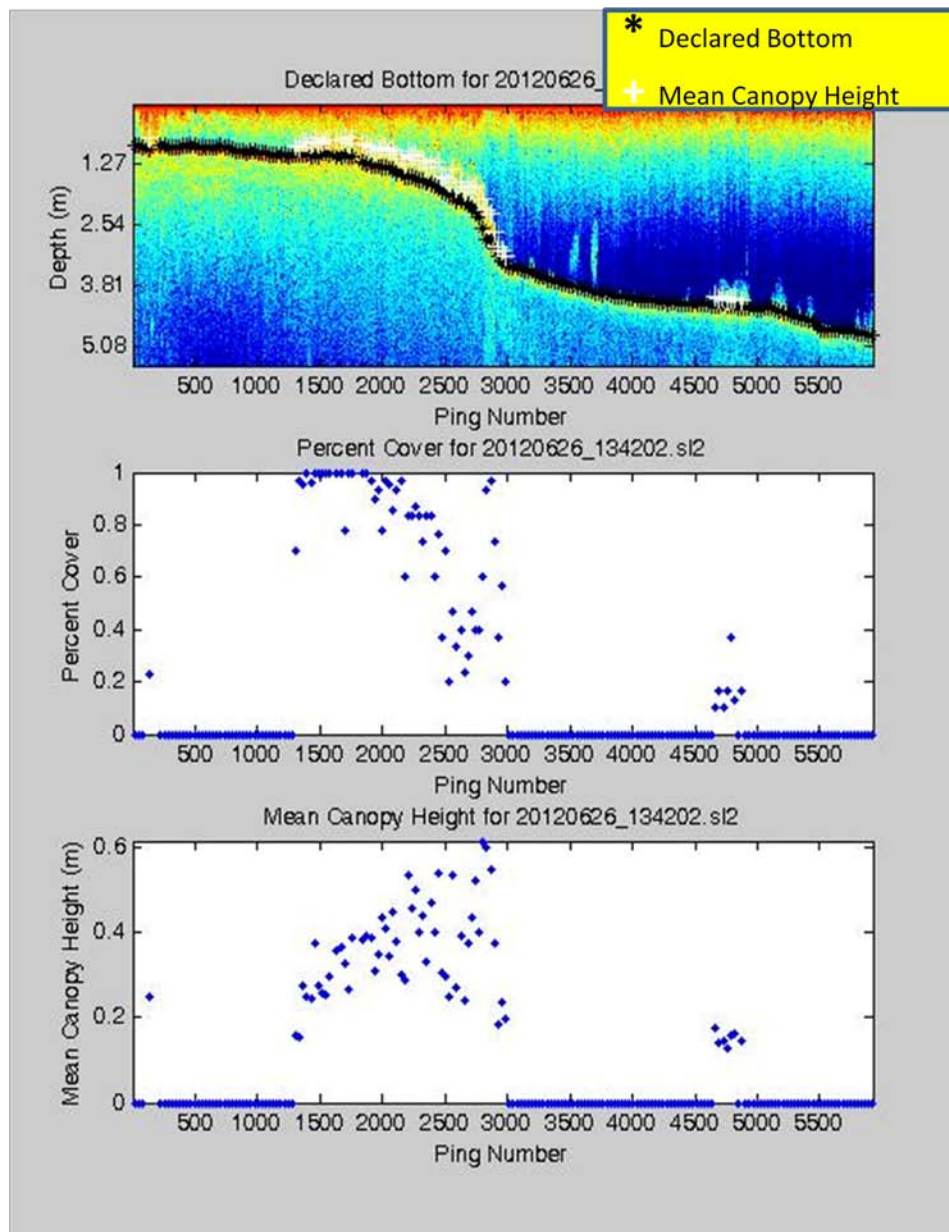 * Declared Bottom
+ Mean Canopy Height
Declared Bottom for 20120626_
1.27
2.54
3.81
5.08
Depth (m)
500 1000 1500 2000 2500 3000 3500 4000 4500 5000 5500
Ping Number
Percent Cover for 20120626_134202.sl2
1
0.8
0.6
0.4
0.2
0
Percent Cover
500 1000 1500 2000 2500 3000 3500 4000 4500 5000 5500
Ping Number
Mean Canopy Height for 20120626_134202.sl2
0.6
0.4
0.2
0
Mean Canopy Height (m)
500 1000 1500 2000 2500 3000 3500 4000 4500 5000 5500
Ping Number